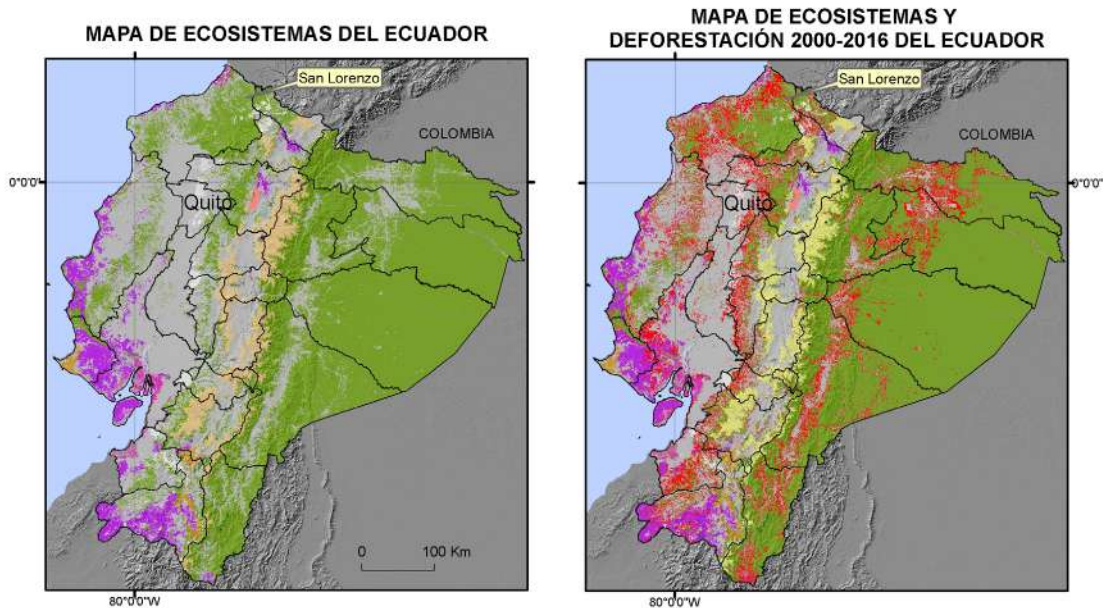 MAPA DE ECOSISTEMAS DEL ECUADOR
San Lorenzo
COLOMBIA
0°0'0"
Quito
0 100 Km
80°0'0"W
MAPA DE ECOSISTEMAS Y
DEFORESTACIÓN 2000-2016 DEL ECUADOR
San Lorenzo
COLOMBIA
0°0'0"
Quito
80°0'0"W